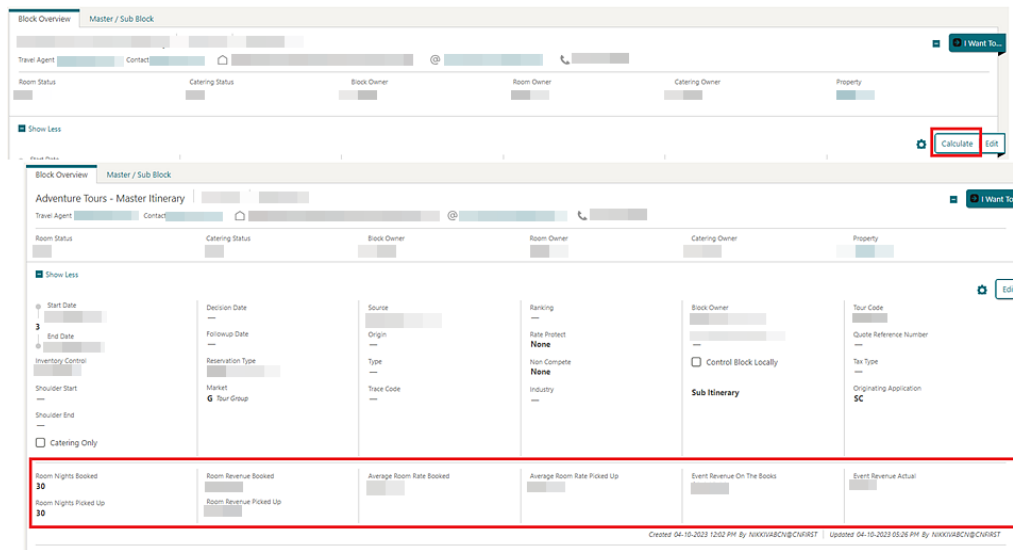 Block Overview Master / Sub Block
I Want To...
Travel Agent Contact @
Room Status Catering Status Block Owner Room Owner Catering Owner Property
Show Less
Calculate Edit
Start Date
Block Overview Master / Sub Block
Adventure Tours - Master Itinerary
I Want To
Travel Agent Contact @
Room Status Catering Status Block Owner Room Owner Catering Owner Property
Show Less
Edi
Start Date Decision Date Source Ranking Block Owner Tour Code
— —
3
End Date Followup Date Origin Rate Protect Quote Reference Number
— — None — —
Inventory Control Reservation Type Type Non Compete Control Block Locally Tax Type
— None —
Shoulder Start Market Trace Code Industry Sub Itinerary Originating Application
— G Tour Group — — SC
Shoulder End
—
Catering Only
Room Nights Booked Room Revenue Booked Average Room Rate Booked Average Room Rate Picked Up Event Revenue On The Books Event Revenue Actual
30
Room Nights Picked Up Room Revenue Picked Up
30
Created 04-10-2023 12:02 PM By NIKKIVABCN@CNFIRST Updated 04-10-2023 05:26 PM By NIKKIVABCN@CNFIRST